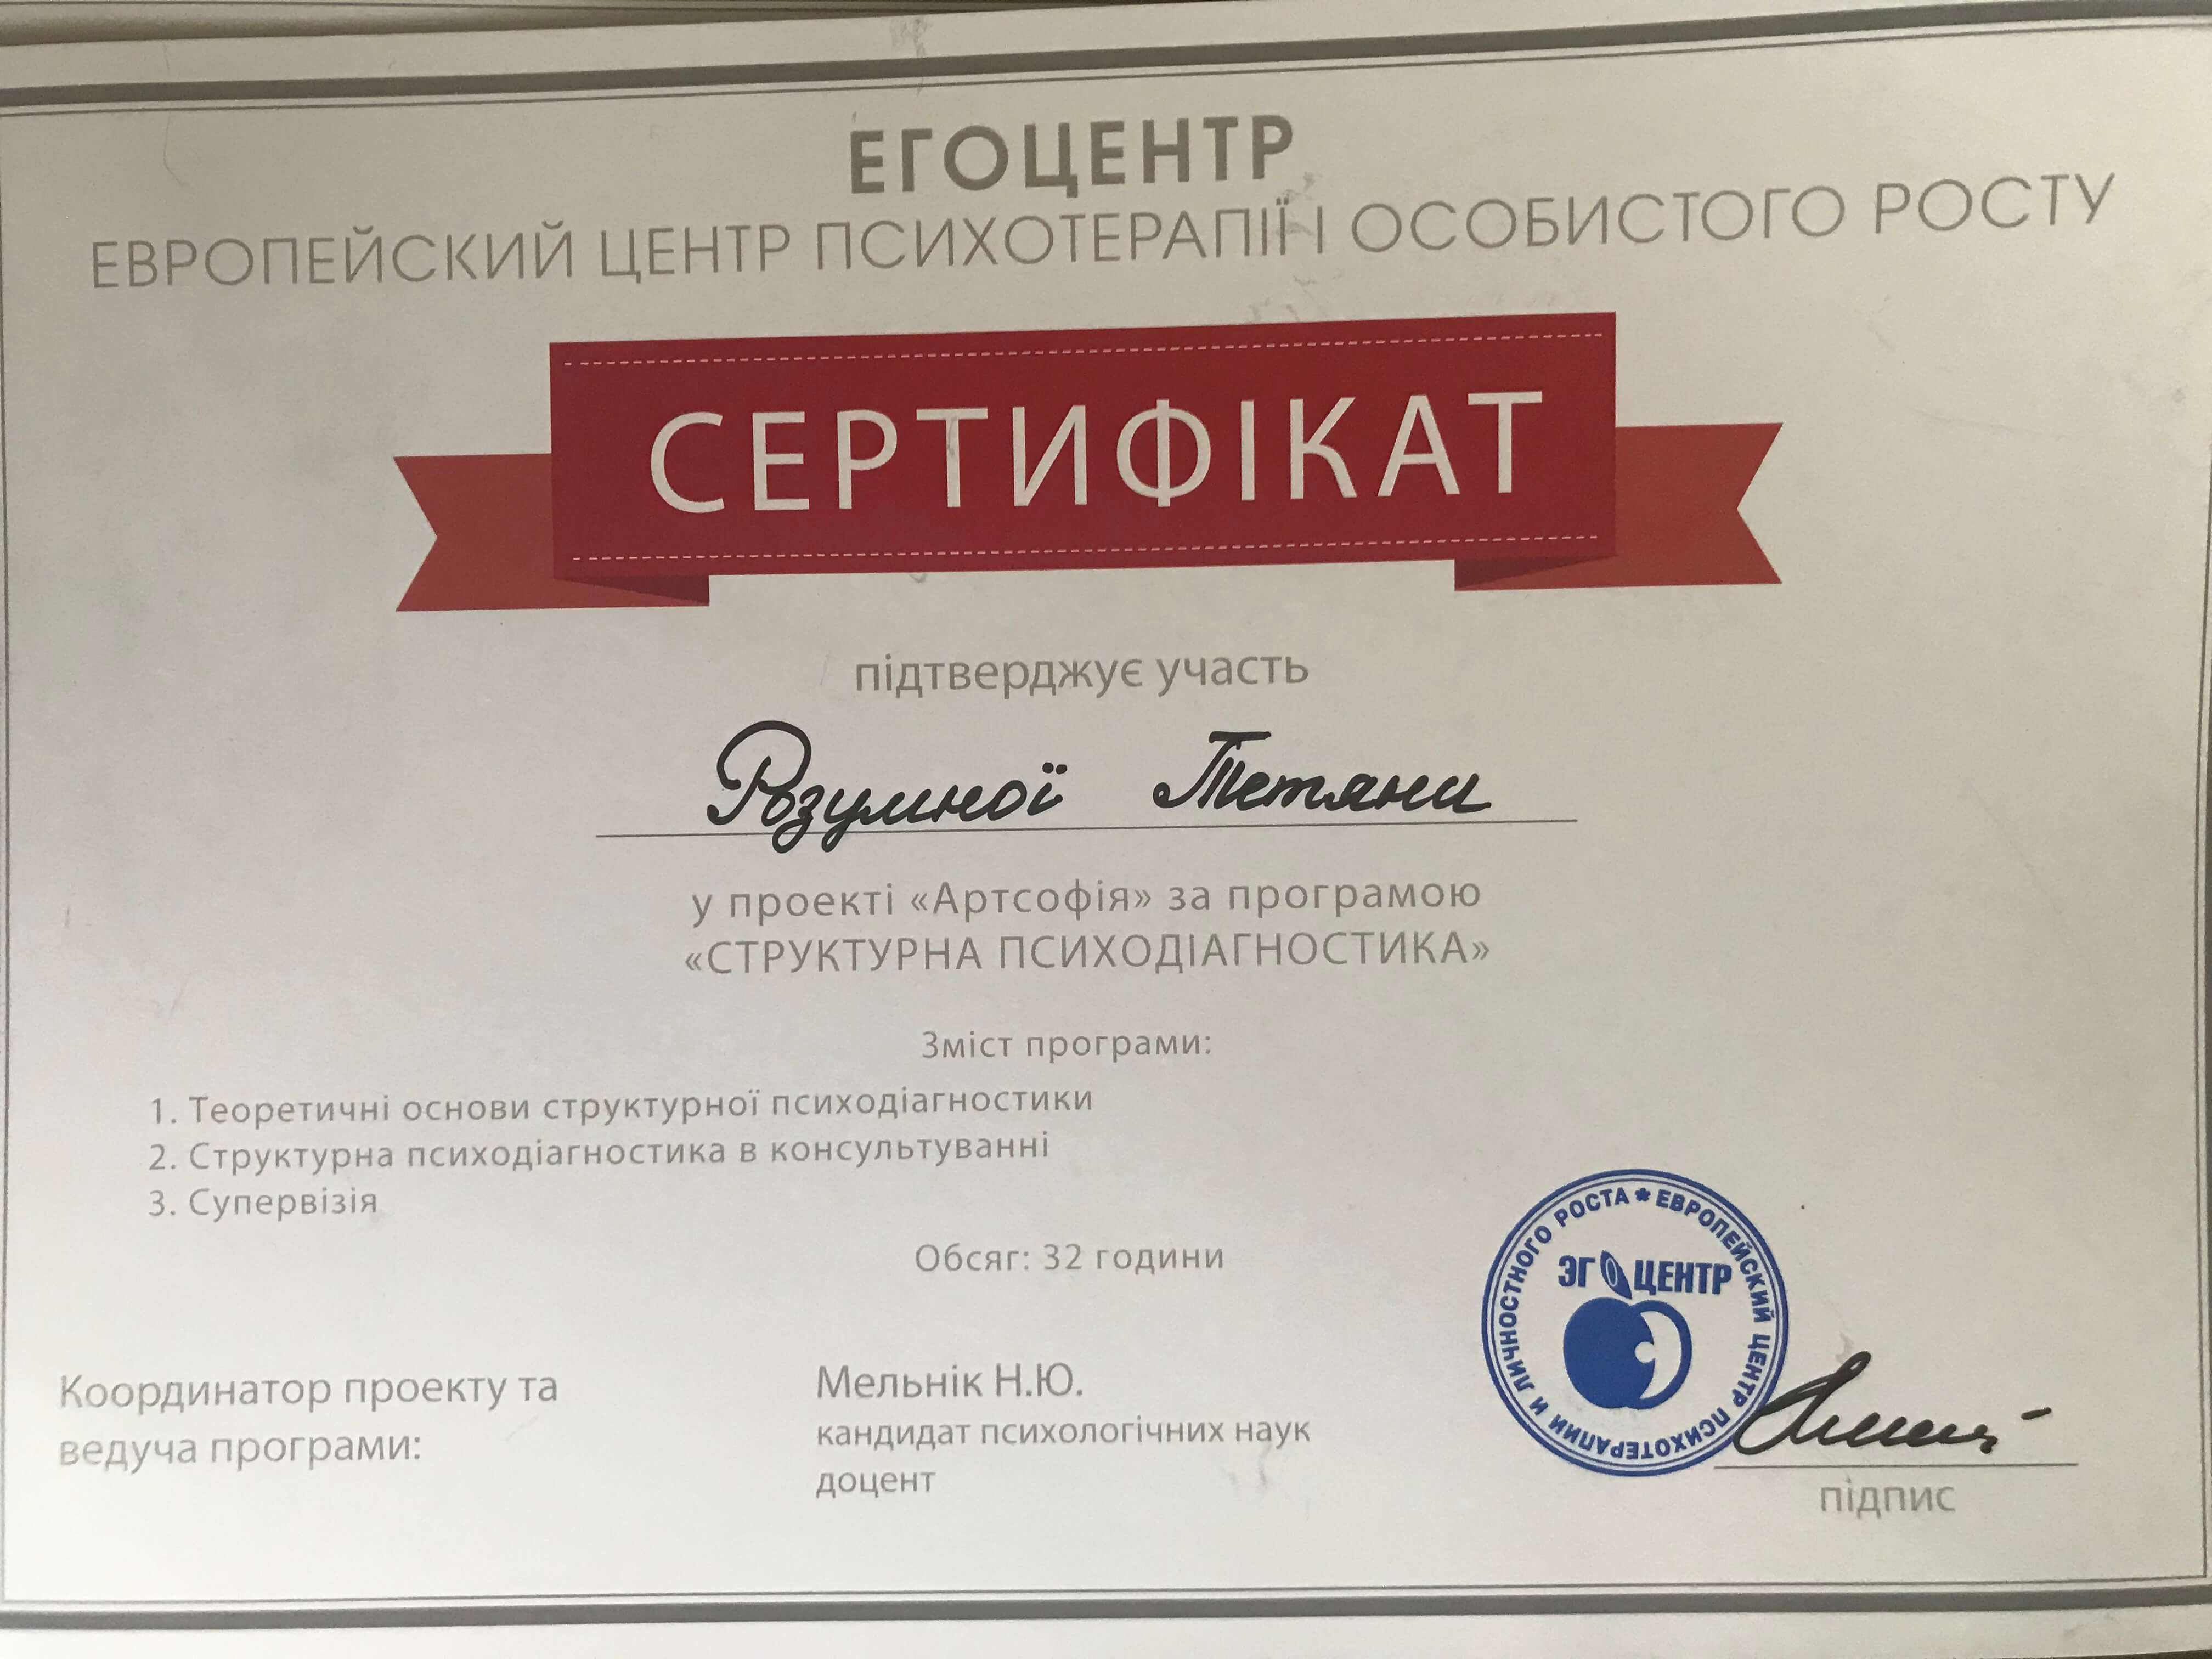 ЕГОЦЕНТР
ЕВРОПЕЙСКИЙ ЦЕНТР ПСИХОТЕРАПІЇ І ОСОБИСТОГО РОСТУ
СЕРТИФІКАТ
підтверджує участь
Розумної Тетяни
у проекті «Артсофія» за програмою
«СТРУКТУРНА ПСИХОДІАГНОСТИКА»
Зміст програми:
1. Теоретичні основи структурної психодіагностики
2. Структурна психодіагностика в консультуванні
3. Супервізія
Обсяг: 32 години
Координатор проекту та
ведуча програми:
Мельнік Н.Ю.
кандидат психологічних наук
доцент
ЕВРОПЕЙСКИЙ ЦЕНТР ПСИХОТЕРАПИИ И ЛИЧНОСТНОГО РОСТА *
ЭГОЦЕНТР
підпис